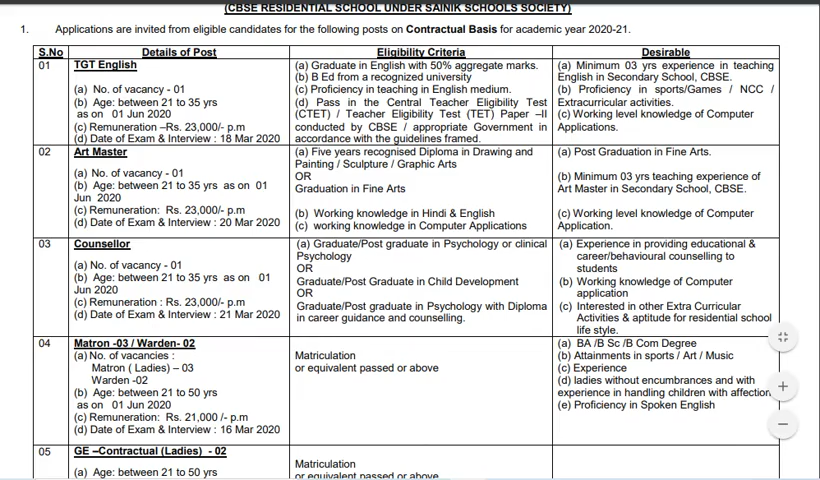 (CBSE RESIDENTIAL SCHOOL UNDER SAINIK SCHOOLS SOCIETY)
1. Applications are invited from eligible candidates for the following posts on Contractual Basis for academic year 2020-21.
S.No Details of Post Eligibility Criteria Desirable
01 TGT English
(a) No. of vacancy - 01
(b) Age: between 21 to 35 yrs
as on 01 Jun 2020
(c) Remuneration –Rs. 23,000/- p.m
(d) Date of Exam & Interview : 18 Mar 2020
(a) Graduate in English with 50% aggregate marks.
(b) B Ed from a recognized university
(c) Proficiency in teaching in English medium.
(d) Pass in the Central Teacher Eligibility Test
(CTET) / Teacher Eligibility Test (TET) Paper –II
conducted by CBSE / appropriate Government in
accordance with the guidelines framed.
(a) Minimum 03 yrs experience in teaching
English in Secondary School, CBSE.
(b) Proficiency in sports/Games / NCC /
Extracurricular activities.
(c) Working level knowledge of Computer
Applications.
02 Art Master
(a) No. of vacancy - 01
(b) Age: between 21 to 35 yrs as on 01
Jun 2020
(c) Remuneration: Rs. 23,000/- p.m
(d) Date of Exam & Interview : 20 Mar 2020
(a) Five years recognised Diploma in Drawing and
Painting / Sculpture / Graphic Arts
OR
Graduation in Fine Arts
(b) Working knowledge in Hindi & English
(c) working knowledge in Computer Applications
(a) Post Graduation in Fine Arts.
(b) Minimum 03 yrs teaching experience of
Art Master in Secondary School, CBSE.
(c) Working level knowledge of Computer
Application.
03 Counsellor
(a) No. of vacancy - 01
(b) Age: between 21 to 35 yrs as on 01
Jun 2020
(c) Remuneration : Rs. 23,000/- p.m
(d) Date of Exam & Interview : 21 Mar 2020
(a) Graduate/Post graduate in Psychology or clinical
Psychology
OR
Graduate/Post Graduate in Child Development
OR
Graduate/Post graduate in Psychology with Diploma
in career guidance and counselling.
(a) Experience in providing educational &
career/behavioural counselling to
students
(b) Working knowledge of Computer
application
(c) Interested in other Extra Curricular
Activities & aptitude for residential school
life style.
04 Matron -03 / Warden- 02
(a) No. of vacancies :
Matron ( Ladies) – 03
Warden -02
(b) Age: between 21 to 50 yrs
as on 01 Jun 2020
(c) Remuneration: Rs. 21,000 /- p.m
(d) Date of Exam & Interview : 16 Mar 2020
Matriculation
or equivalent passed or above
(a) BA /B Sc /B Com Degree
(b) Attainments in sports / Art / Music
(c) Experience
(d) ladies without encumbrances and with
experience in handling children with affection
(e) Proficiency in Spoken English
05 GE –Contractual (Ladies) - 02
(a) Age: between 21 to 50 yrs
Matriculation
or equivalent passed or above